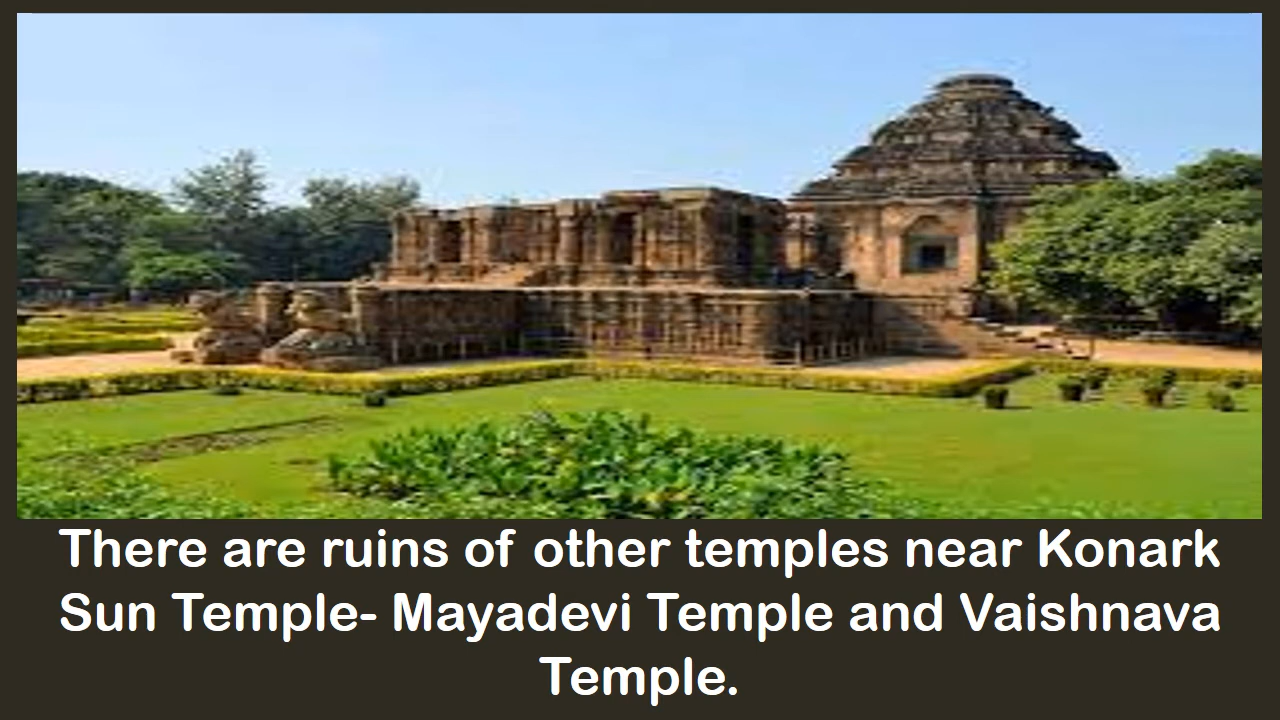 There are ruins of other temples near Konark
Sun Temple- Mayadevi Temple and Vaishnava
Temple.